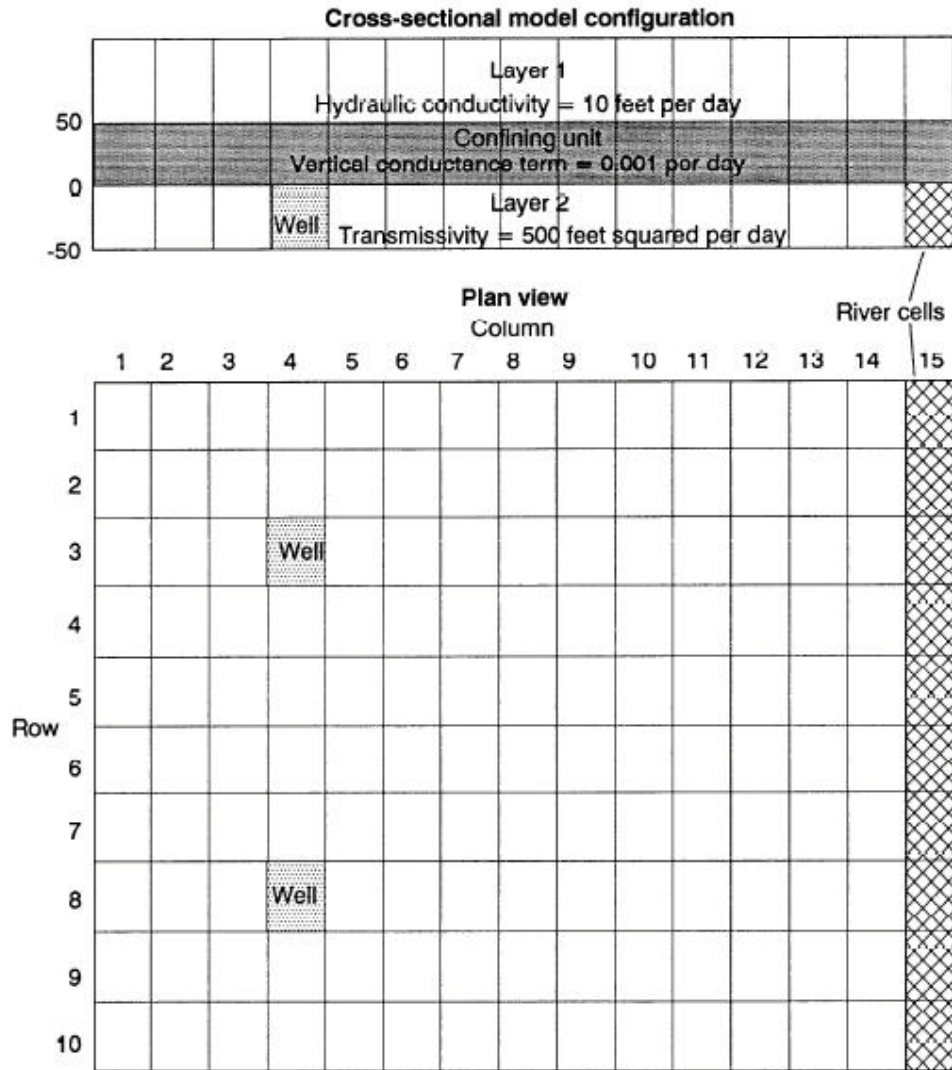 Cross-sectional model configuration
Layer 1
Hydraulic conductivity = 10 feet per day
50
Confining unit
Vertical conductance term = 0.001 per day
0
Layer 2
Well
Transmissivity = 500 feet squared per day
-50
Plan view
River cells
Column
1 2 3 4 5 6 7 8 9 10 11 12 13 14 15
1
2
3 Well
4
5
Row
6
7
8 Well
9
10